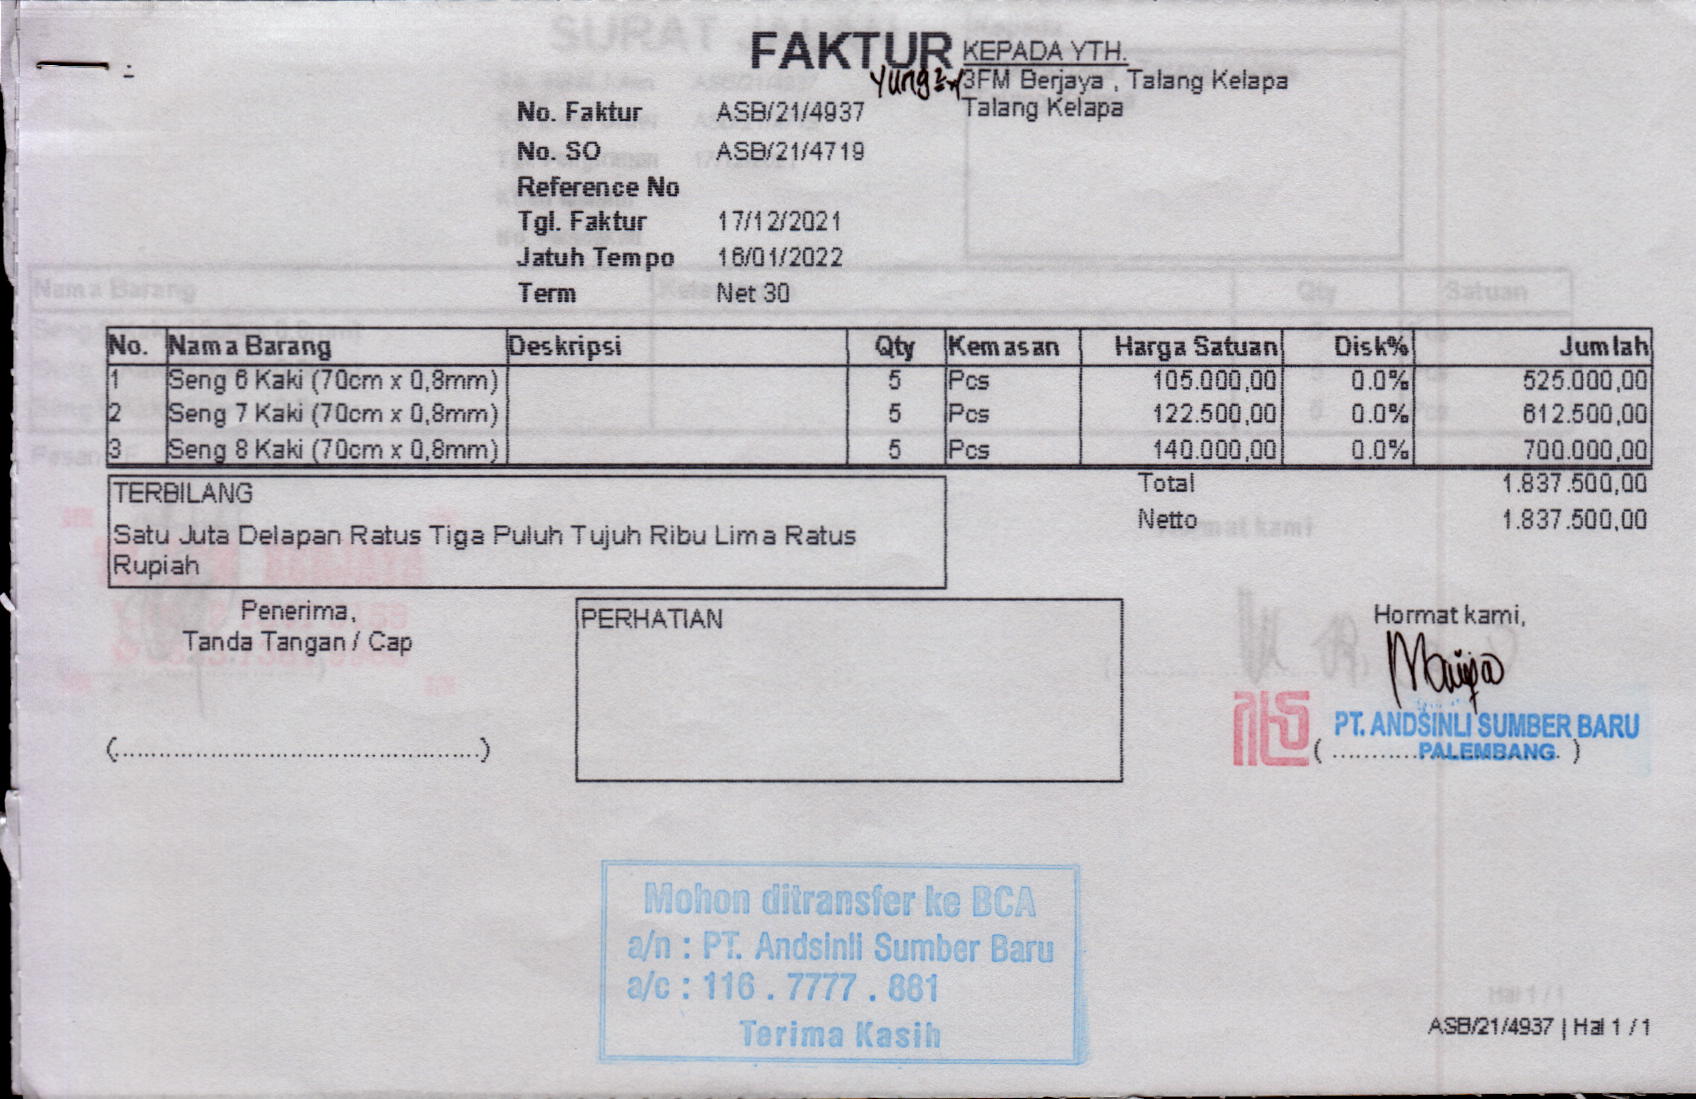 FAKTUR
KEPADA YTH.
3FM Berjaya , Talang Kelapa
Talang Kelapa
No. Faktur ASB/21/4937
No. SO ASB/21/4719
Reference No
Tgl. Faktur 17/12/2021
Jatuh Tempo 16/01/2022
Term Net 30
No. Nama Barang Deskripsi Qty Kemasan Harga Satuan Disk% Jumlah
1 Seng 6 Kaki (70cm x 0,8mm) 5 Pcs 105.000,00 0.0% 525.000,00
2 Seng 7 Kaki (70cm x 0,8mm) 5 Pcs 122.500,00 0.0% 612.500,00
3 Seng 8 Kaki (70cm x 0,8mm) 5 Pcs 140.000,00 0.0% 700.000,00
Total 1.837.500,00
Netto 1.837.500,00
TERBILANG
Satu Juta Delapan Ratus Tiga Puluh Tujuh Ribu Lima Ratus
Rupiah
Penerima,
Tanda Tangan / Cap
(................................................)
PERHATIAN
Hormat kami,
PT. ANDSINLI SUMBER BARU
PALEMBANG
Mohon ditransfer ke BCA
a/n : PT. Andsinli Sumber Baru
a/c : 116 . 7777 . 881
Terima Kasih
ASB/21/4937 | Hal 1 / 1